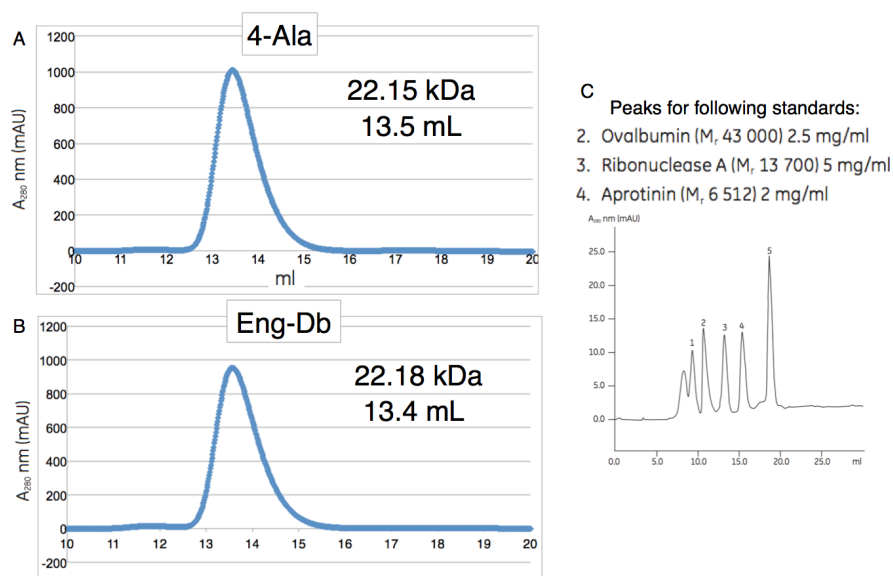 A
4-Ala
1200
1000
800
600
400
200
0
-200
A280 nm (mAU)
22.15 kDa
13.5 mL
10 11 12 13 14 15 16 17 18 19 20
ml
B
Eng-Db
1200
1000
800
600
400
200
0
-200
A280 nm (mAU)
22.18 kDa
13.4 mL
10 11 12 13 14 15 16 17 18 19 20
C
Peaks for following standards:
2. Ovalbumin (Mr 43 000) 2.5 mg/ml
3. Ribonuclease A (Mr 13 700) 5 mg/ml
4. Aprotinin (Mr 6 512) 2 mg/ml
A280 nm (mAU)
25.0
20.0
15.0
10.0
5.0
0.0
1 2 3 4 5
0.0 5.0 10.0 15.0 20.0 25.0 ml